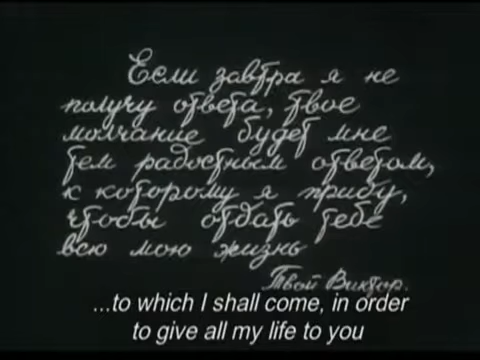 Если завтра я не
получу ответа, твое
молчание будет мне
тем радостным ответом,
к которому я приду,
чтобы отдать тебе
всю мою жизнь
Твой Виктор.
...to which I shall come, in order
to give all my life to you